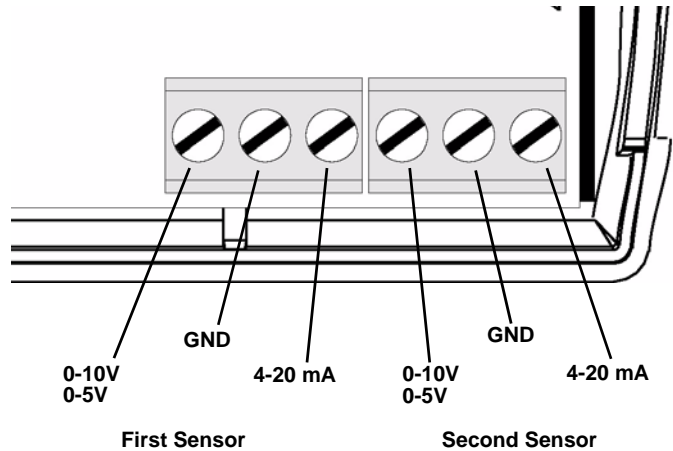 GND
GND
0-10V
0-5V
4-20 mA
0-10V
0-5V
4-20 mA
First Sensor
Second Sensor